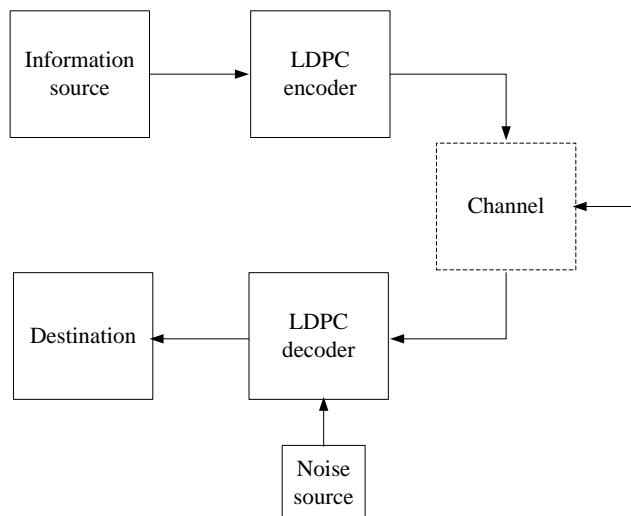 Information
source
LDPC
encoder
Channel
Destination
LDPC
decoder
Noise
source